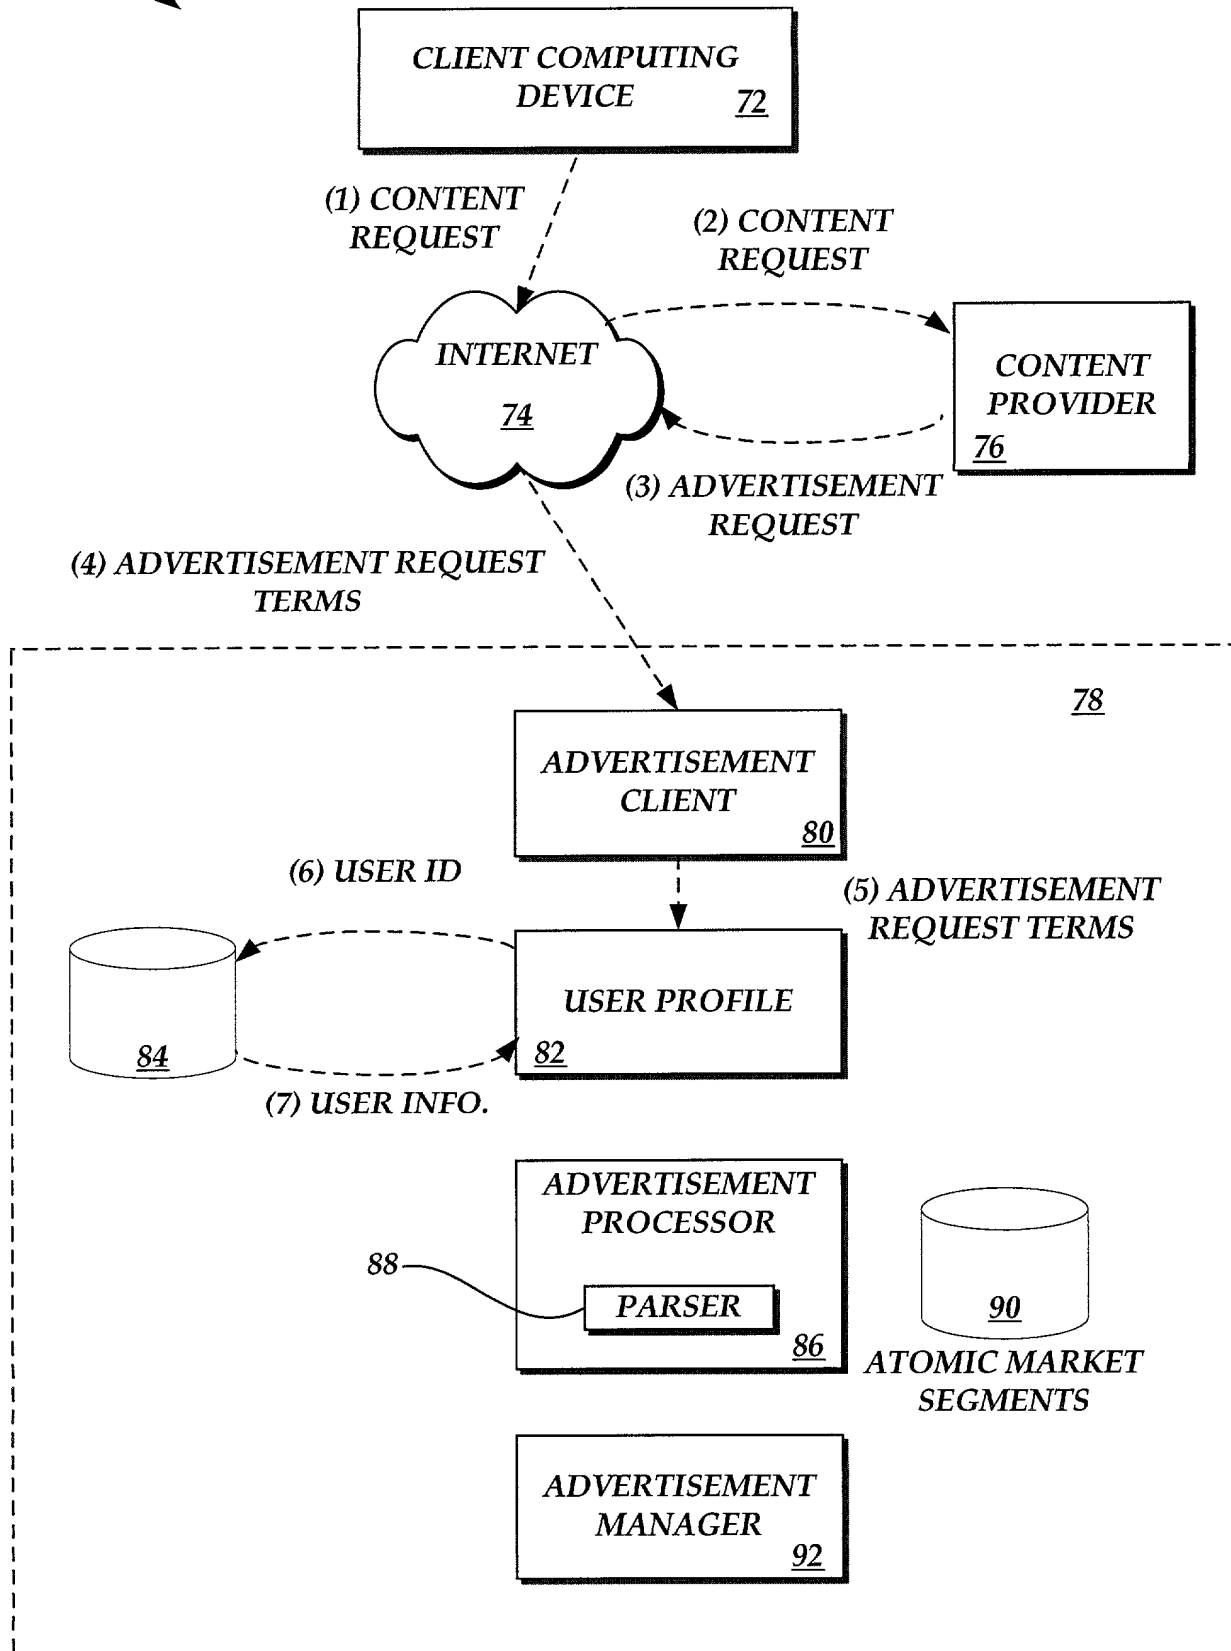 CLIENT COMPUTING
DEVICE
72
(1) CONTENT
REQUEST
(2) CONTENT
REQUEST
INTERNET
74
CONTENT
PROVIDER
76
(3) ADVERTISEMENT
REQUEST
(4) ADVERTISEMENT REQUEST
TERMS
78
ADVERTISEMENT
CLIENT
80
(6) USER ID
(5) ADVERTISEMENT
REQUEST TERMS
84
USER PROFILE
82
(7) USER INFO.
ADVERTISEMENT
PROCESSOR
88
PARSER
86
90
ATOMIC MARKET
SEGMENTS
ADVERTISEMENT
MANAGER
92